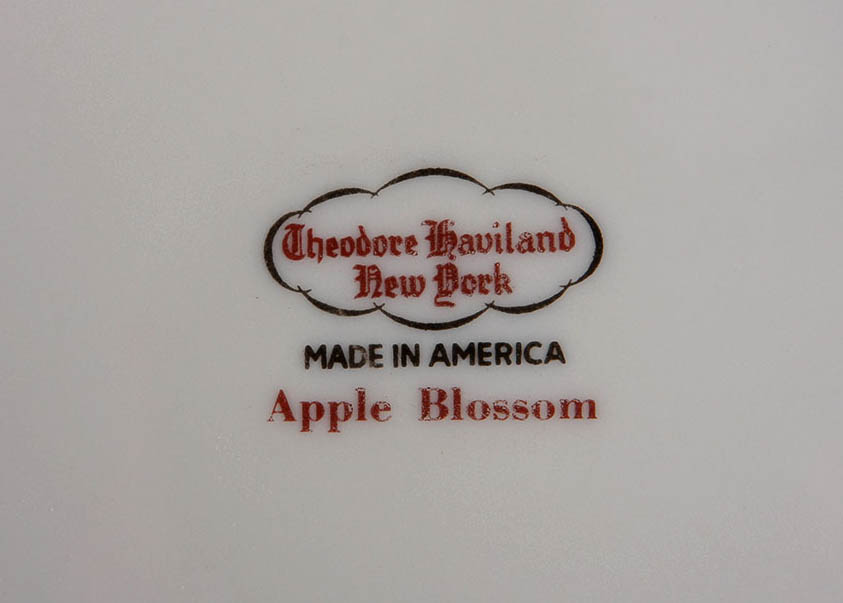 Theodore Haviland
New York
MADE IN AMERICA
Apple Blossom